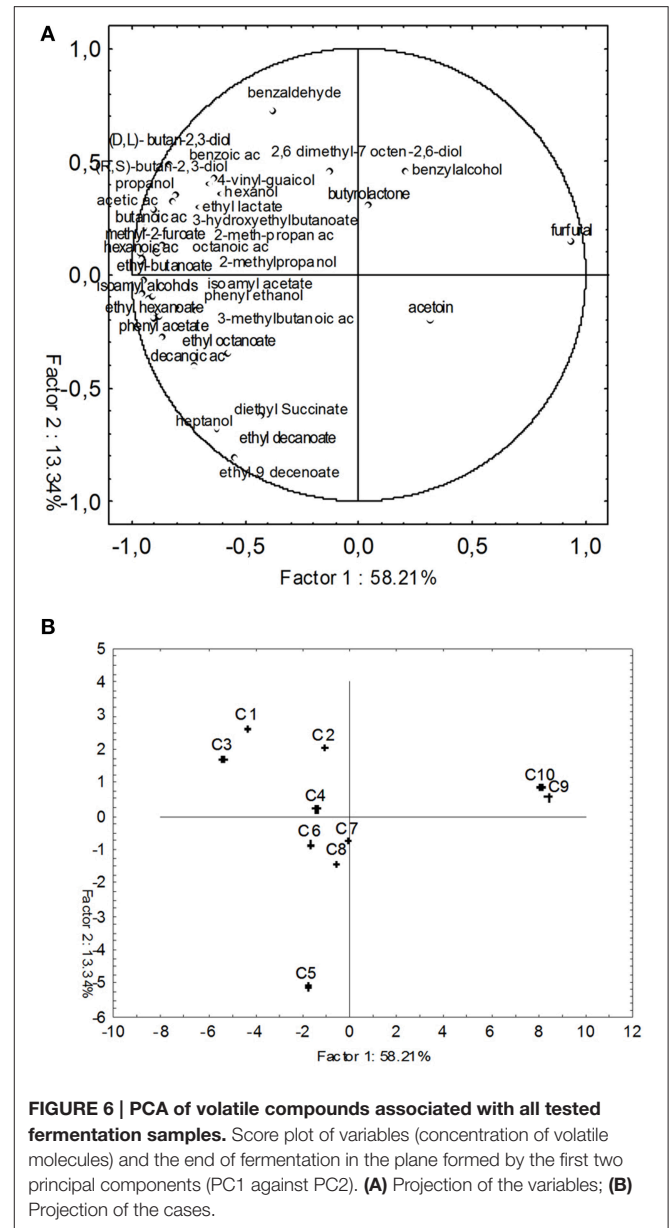 A
1,0
benzaldehyde
(D,L)- butan-2,3-diol
benzoic ac
2,6 dimethyl-7 octen-2,6-diol
0,5
(R,S)-butan-2,3-diol
4-vinyl-guaicol
benzylalcohol
propanol
hexanol
butyrolactone
acetic ac
ethyl lactate
butanoic ac
3-hydroxyethylbutanoate
furfural
methyl-2-furoate
2-meth-propan ac
hexanoic ac
octanoic ac
ethyl-butanoate
2-methylpropanol
0,0
isoamyl alcohols
isoamyl acetate
phenyl ethanol
ethyl hexanoate
acetoin
phenyl acetate
3-methylbutanoic ac
ethyl octanoate
decanoic ac
-0,5
diethyl Succinate
heptanol
ethyl decanoate
ethyl-9 decenoate
-1,0
Factor 2 : 13.34%
-1,0
-0,5
0,0
0,5
1,0
Factor 1 : 58.21%
B
5
4
3
2
1
0
-1
-2
-3
-4
-5
-6
C1
C2
C3
C10
C9
C4
C6
C7
C8
C5
Factor 2: 13.34%
-10 -8 -6 -4 -2 0 2 4 6 8 10 12
Factor 1: 58.21%
FIGURE 6 | PCA of volatile compounds associated with all tested
fermentation samples. Score plot of variables (concentration of volatile
molecules) and the end of fermentation in the plane formed by the first two
principal components (PC1 against PC2). (A) Projection of the variables; (B)
Projection of the cases.